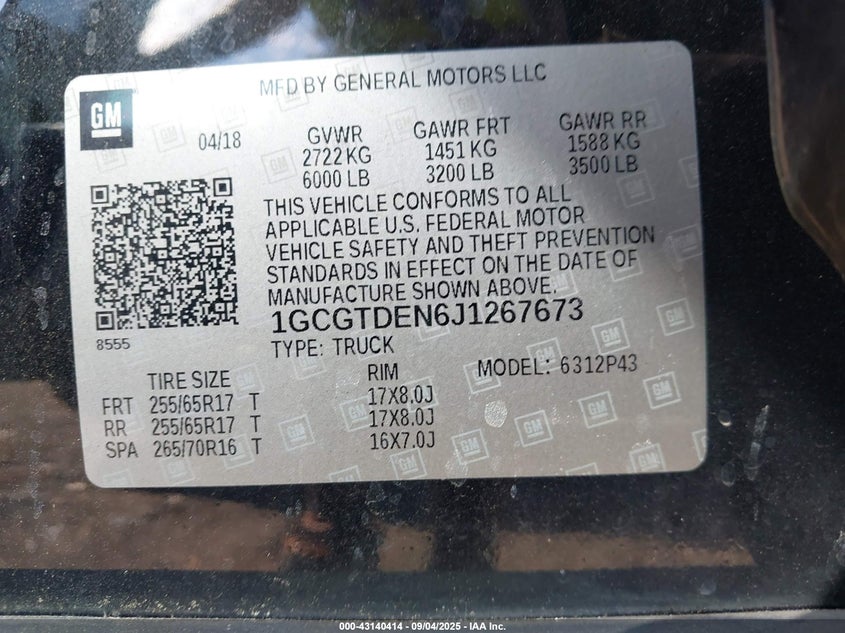 MFD BY GENERAL MOTORS LLC
GM
04/18
GVWR GAWR FRT GAWR RR
2722 KG 1451 KG 1588 KG
6000 LB 3200 LB 3500 LB
THIS VEHICLE CONFORMS TO ALL
APPLICABLE U.S. FEDERAL MOTOR
VEHICLE SAFETY AND THEFT PREVENTION
STANDARDS IN EFFECT ON THE DATE OF
MANUFACTURE SHOWN ABOVE.
8555
1GCGTDEN6J1267673
TYPE: TRUCK MODEL: 6312P43
TIRE SIZE RIM
FRT 255/65R17 T 17X8.0J
RR 255/65R17 T 17X8.0J
SPA 265/70R16 T 16X7.0J
000-43140414 - 09/04/2025 - IAA Inc.